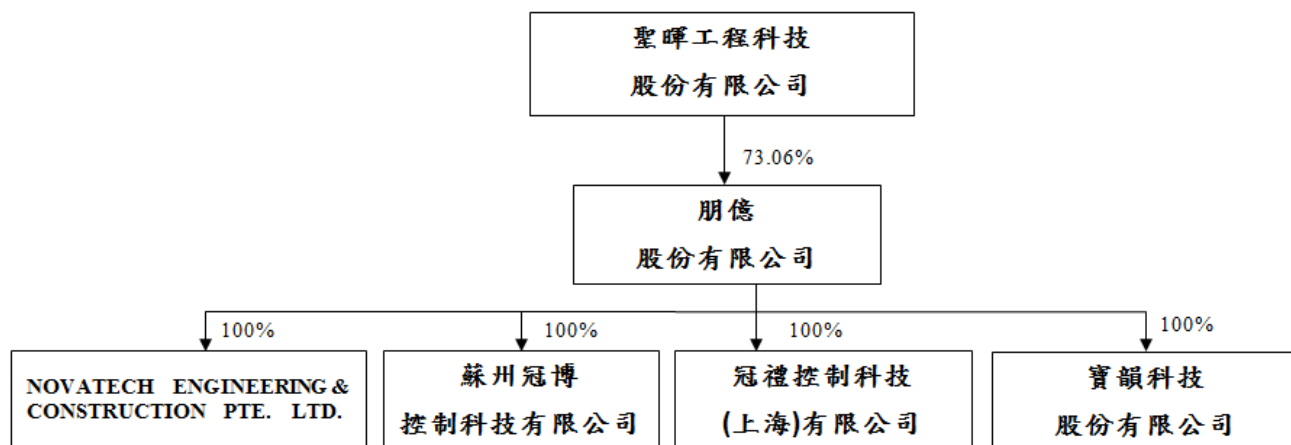 聖暉工程科技
股份有限公司
73.06%
朋億
股份有限公司
100%
100%
100%
100%
NOVATECH ENGINEERING &
CONSTRUCTION PTE. LTD.
蘇州冠博
控制科技有限公司
冠禮控制科技
(上海)有限公司
寶韻科技
股份有限公司